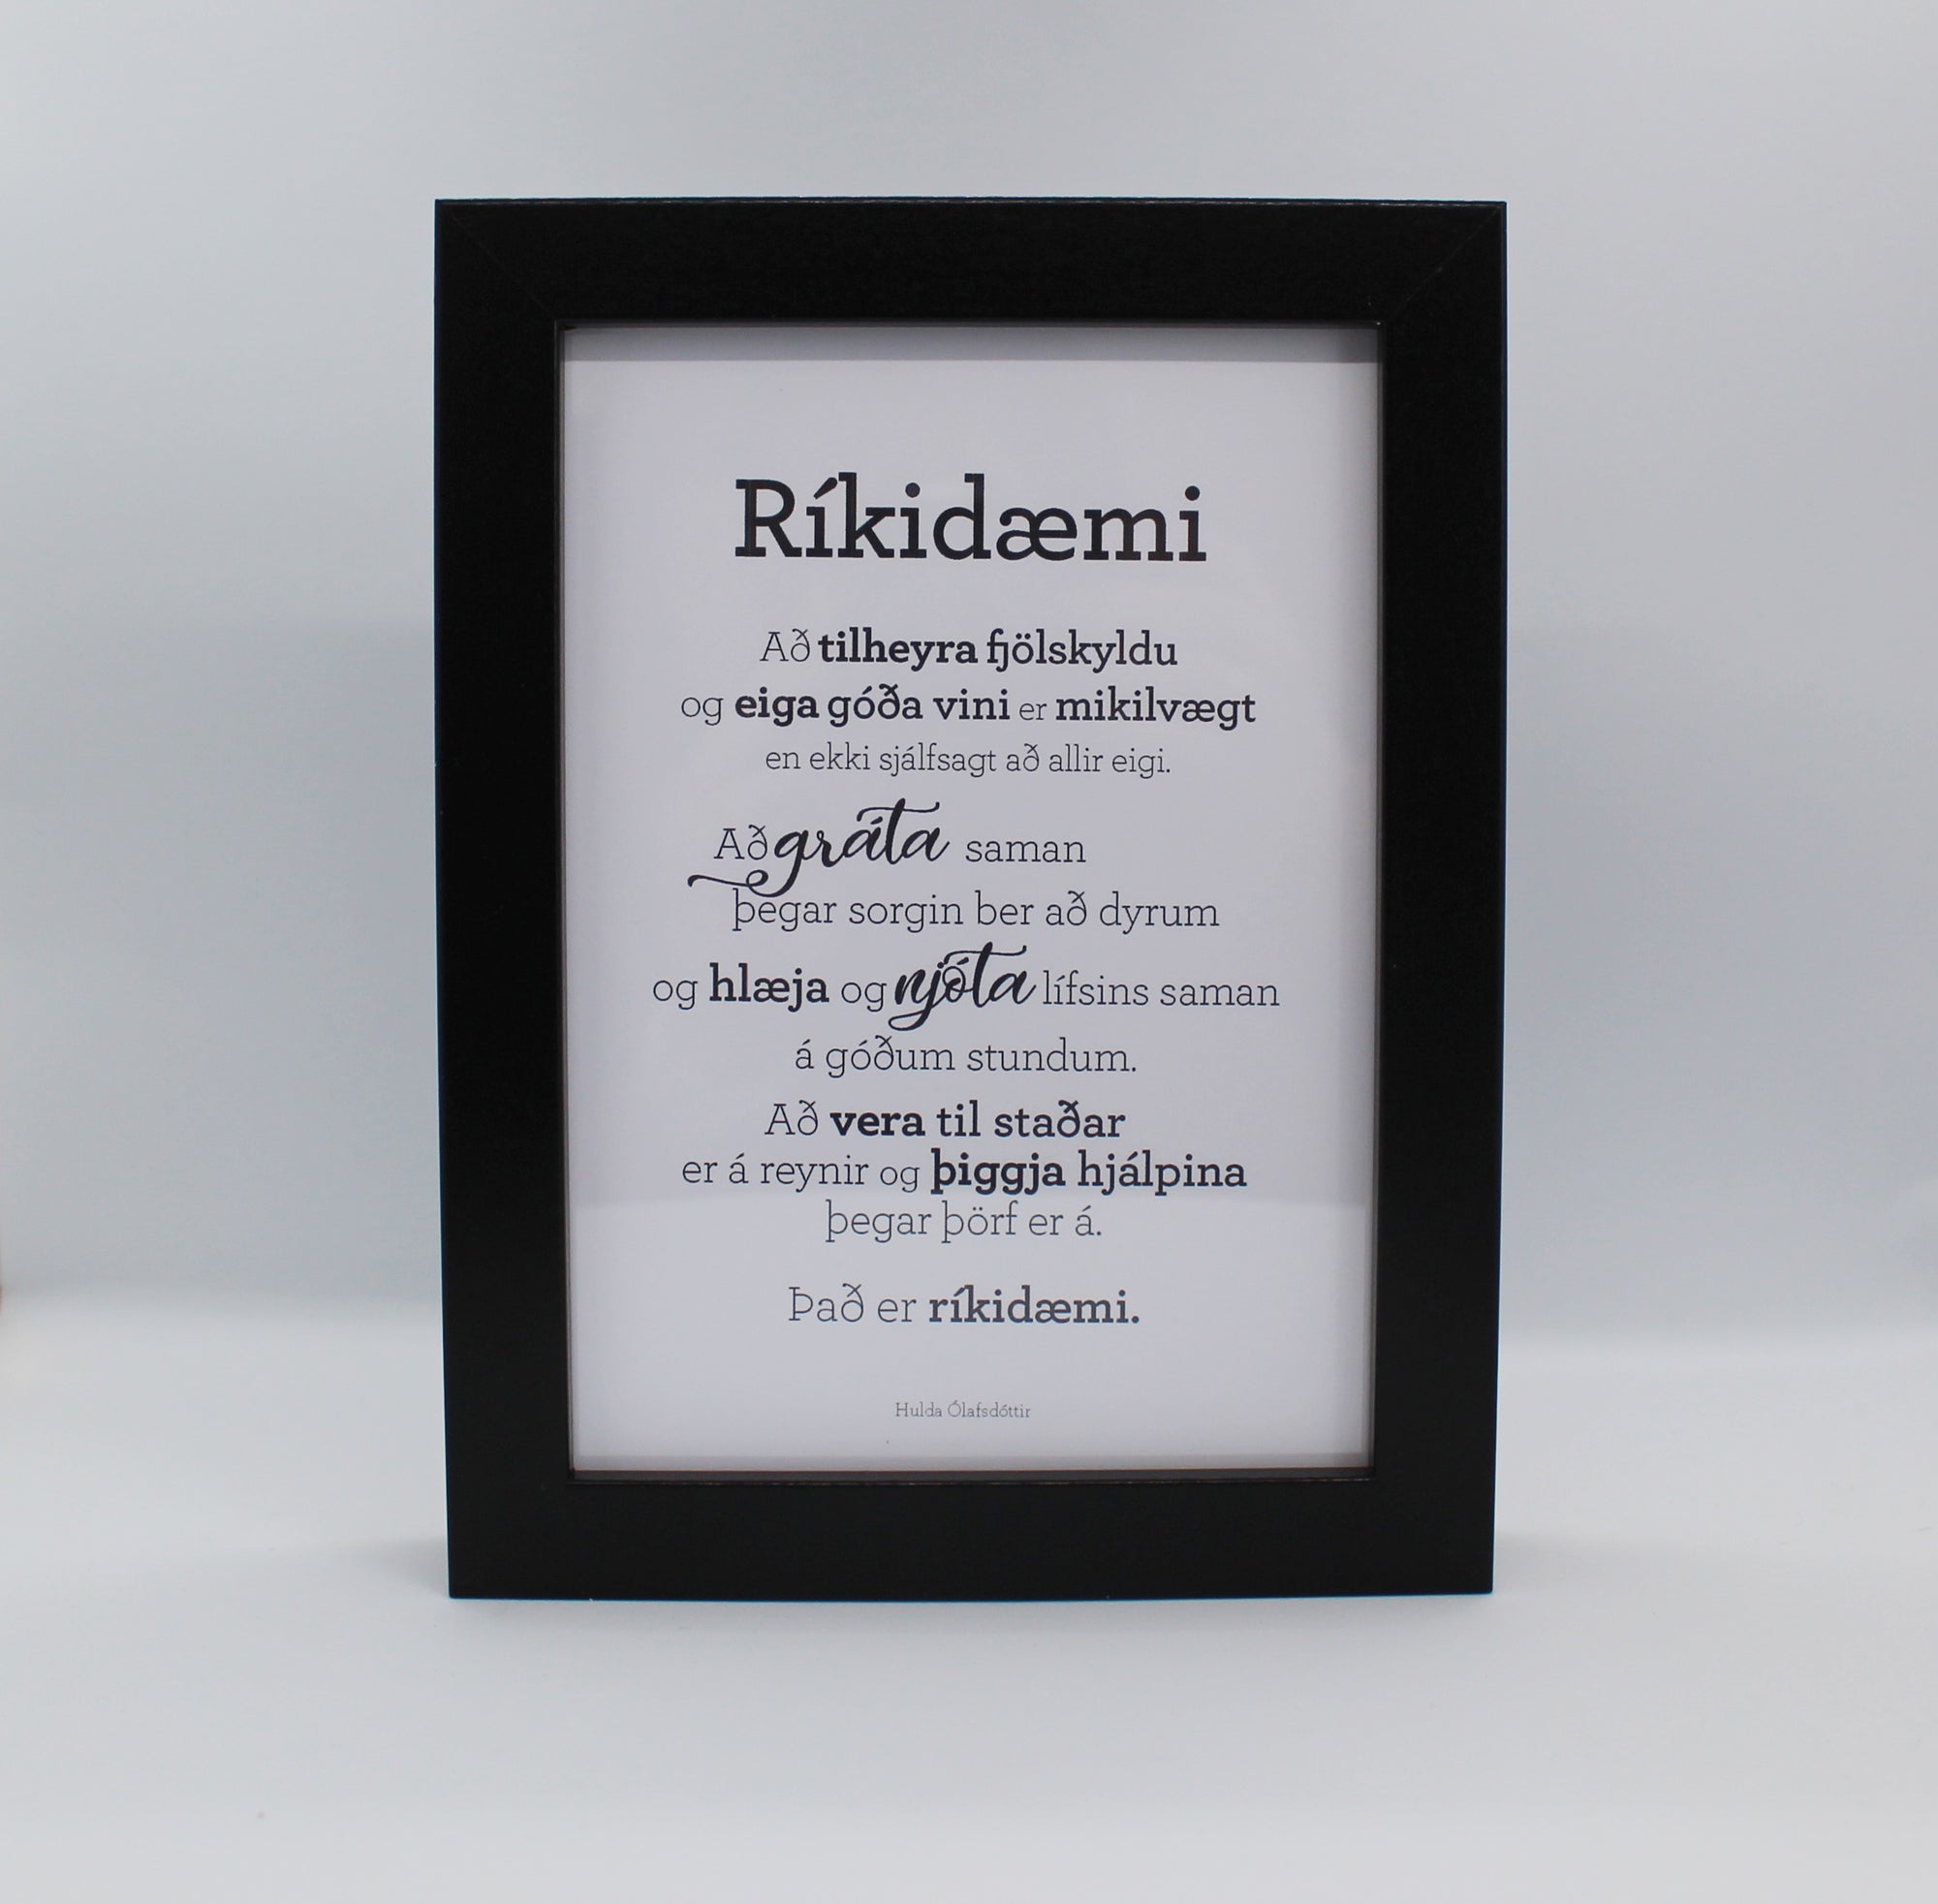 Ríkidæmi
Að tilheyra fjölskyldu
og eiga góða vini er mikilvægt
en ekki sjálfsagt að allir eigi.
Að gráta saman
þegar sorgin ber að dyrum
og hlæja og njóta lífsins saman
á góðum stundum.
Að vera til staðar
er á reynir og þiggja hjálpina
þegar þörf er á.
Það er ríkidæmi.
Hulda Ólafsdóttir